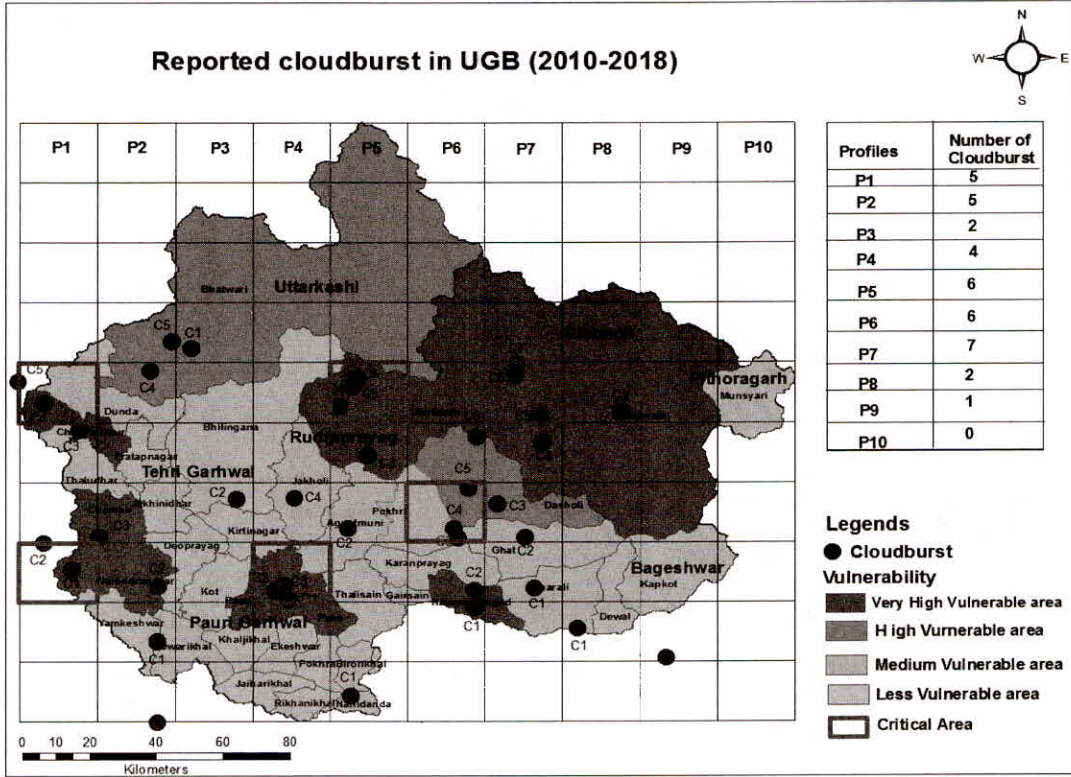 Reported cloudburst in UGB (2010-2018)
N
W E
S
P1 P2 P3 P4 P5 P6 P7 P8 P9 P10
Profiles Number of Cloudburst
P1 5
P2 5
P3 2
P4 4
P5 6
P6 6
P7 7
P8 2
P9 1
P10 0
Bhatwari
Uttarkashi
C5 C1
C4
C5
Dunda
C3
Pratapnagar
Bhilingana
Rudraprayag
Munsyari
Thauldhar
Tehri Garhwal
C2
Jakholi
C4
C5
C4
C3
Dasholi
Pokhri
Kirtinagar
C2
C3
C2
Ghat C2
Karanprayag
Bageshwar
Kapkot
C2
C1
C2
Kot
Thalisain
Gairsain
C1
Dewal
C1
C1
Yamkeshwar
Pauri Garhwal
Khaljikhal
Ekeshwar
C1
Pokhra Bironkhal
C1
Jaiharikhal
Rikhanikhal Nainidanda
0 10 20 40 60 80
Kilometers
Legends
Cloudburst
Vulnerability
Very High Vulnerable area
High Vurnerable area
Medium Vulnerable area
Less Vulnerable area
Critical Area